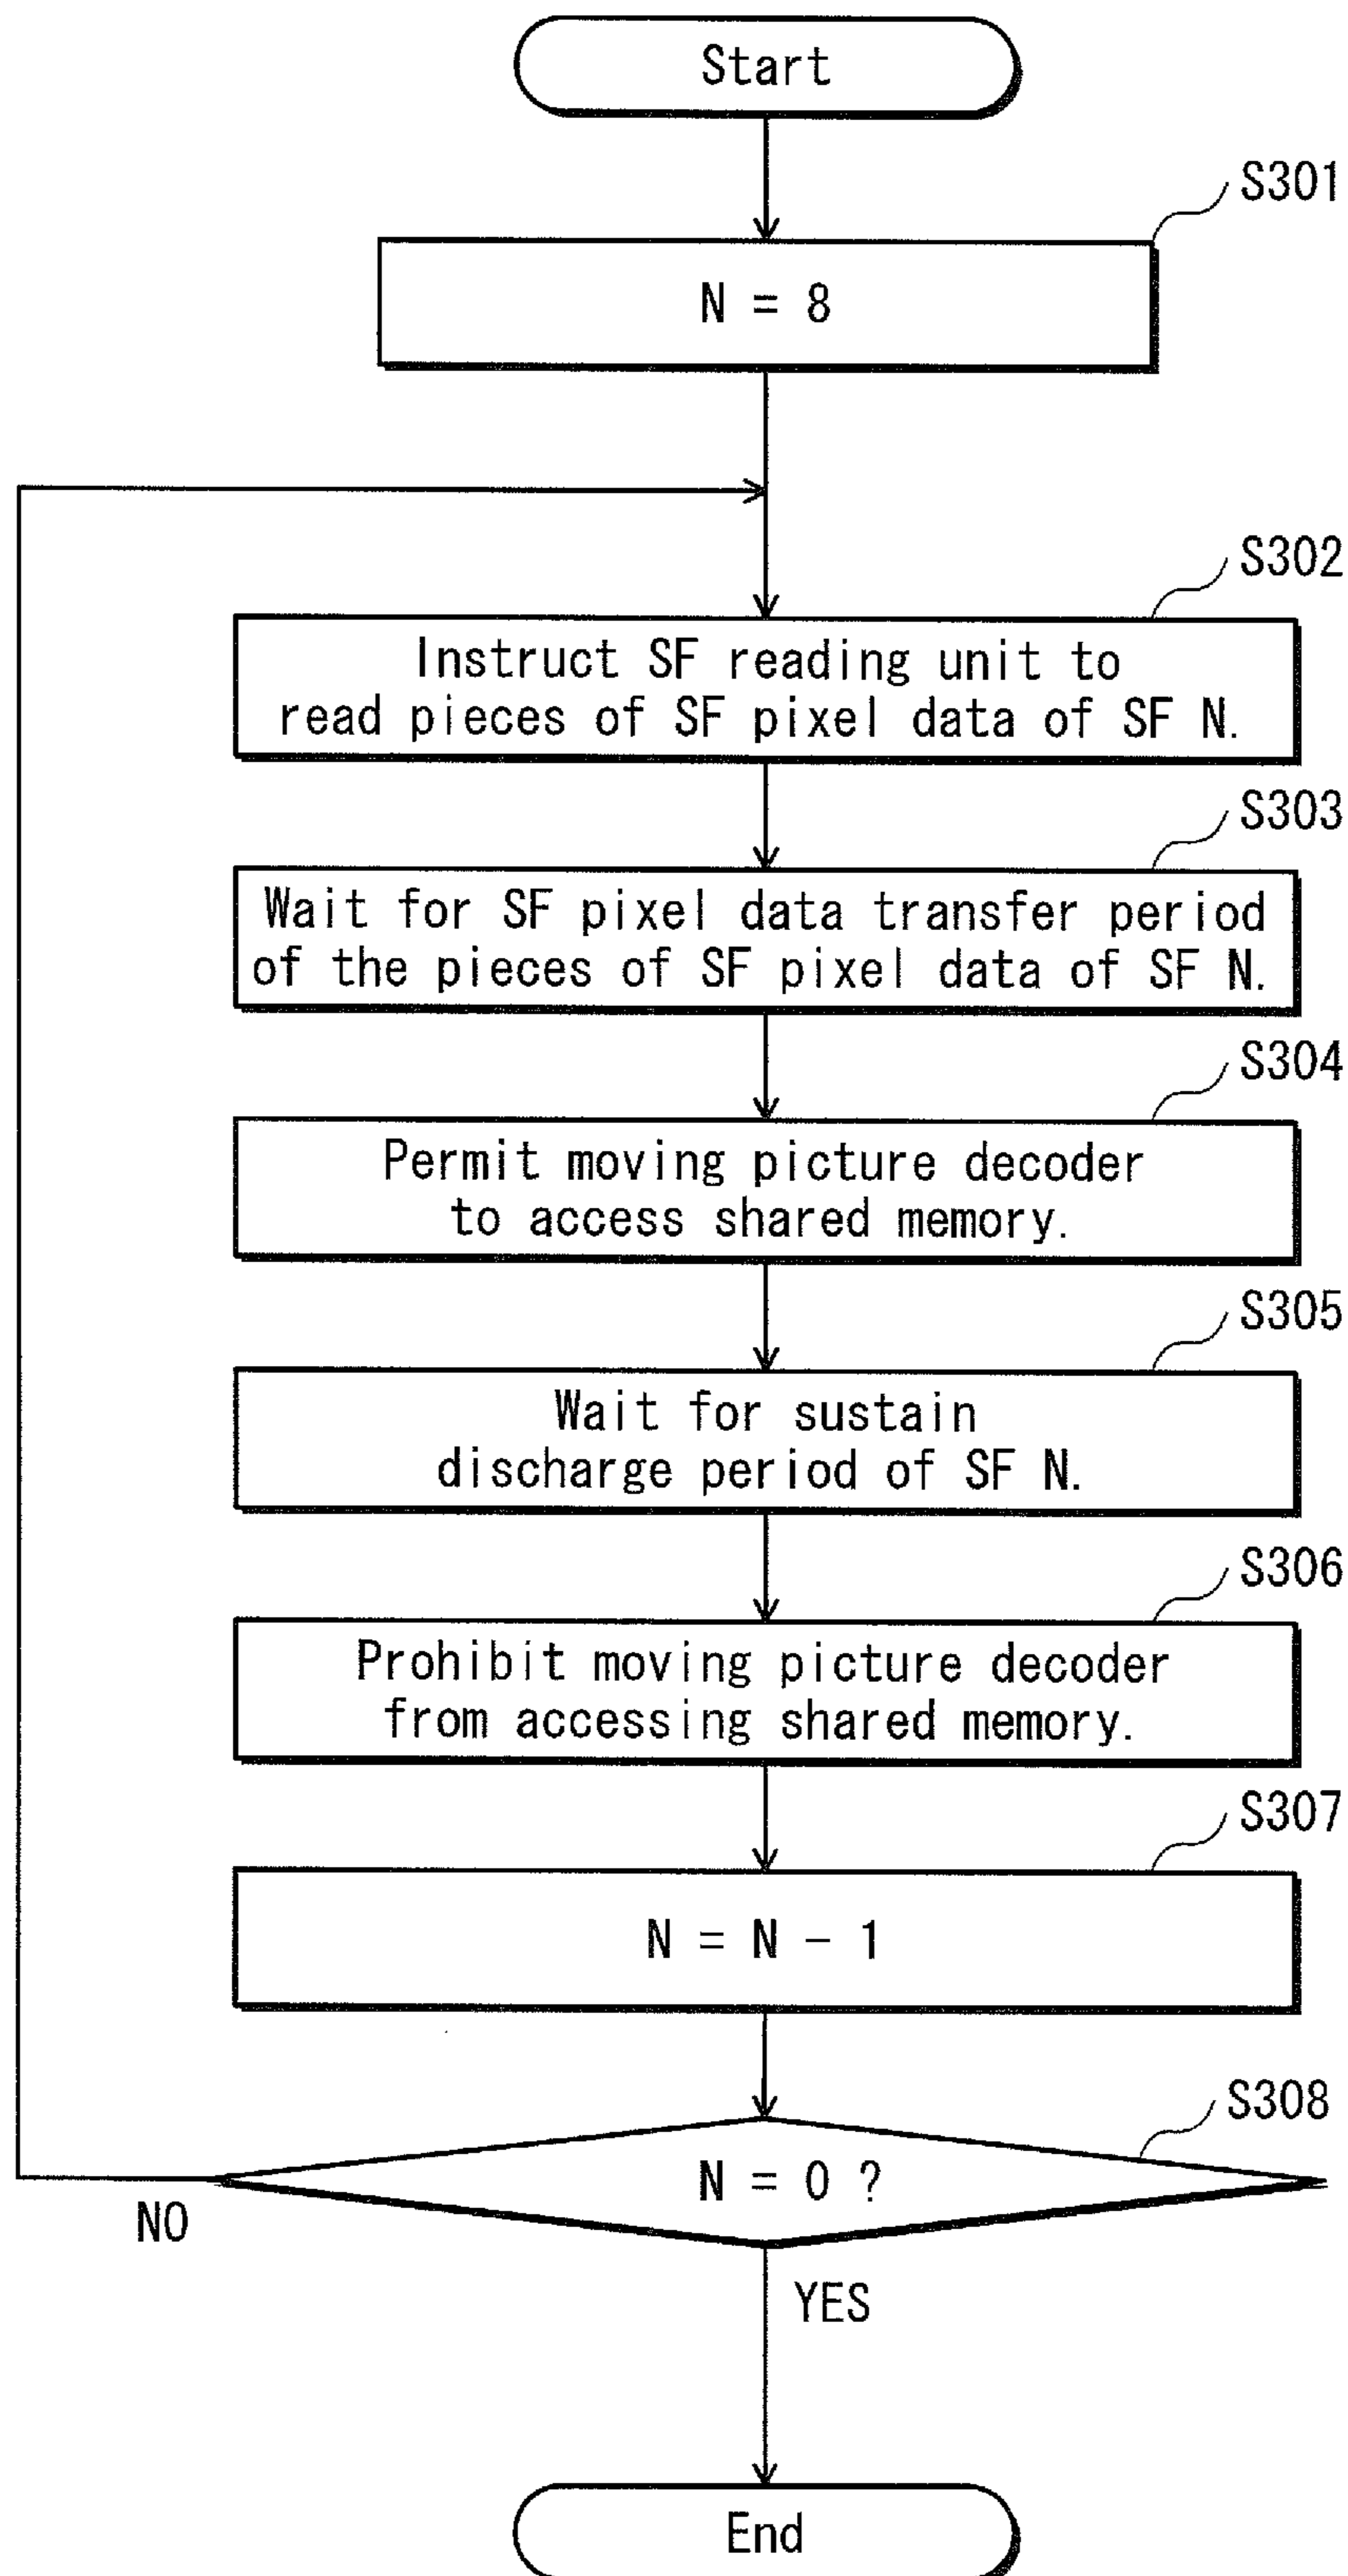 Start
S301
N = 8
S302
Instruct SF reading unit to
read pieces of SF pixel data of SF N.
S303
Wait for SF pixel data transfer period
of the pieces of SF pixel data of SF N.
S304
Permit moving picture decoder
to access shared memory.
S305
Wait for sustain
discharge period of SF N.
S306
Prohibit moving picture decoder
from accessing shared memory.
S307
N = N - 1
S308
N = 0 ?
NO
YES
End